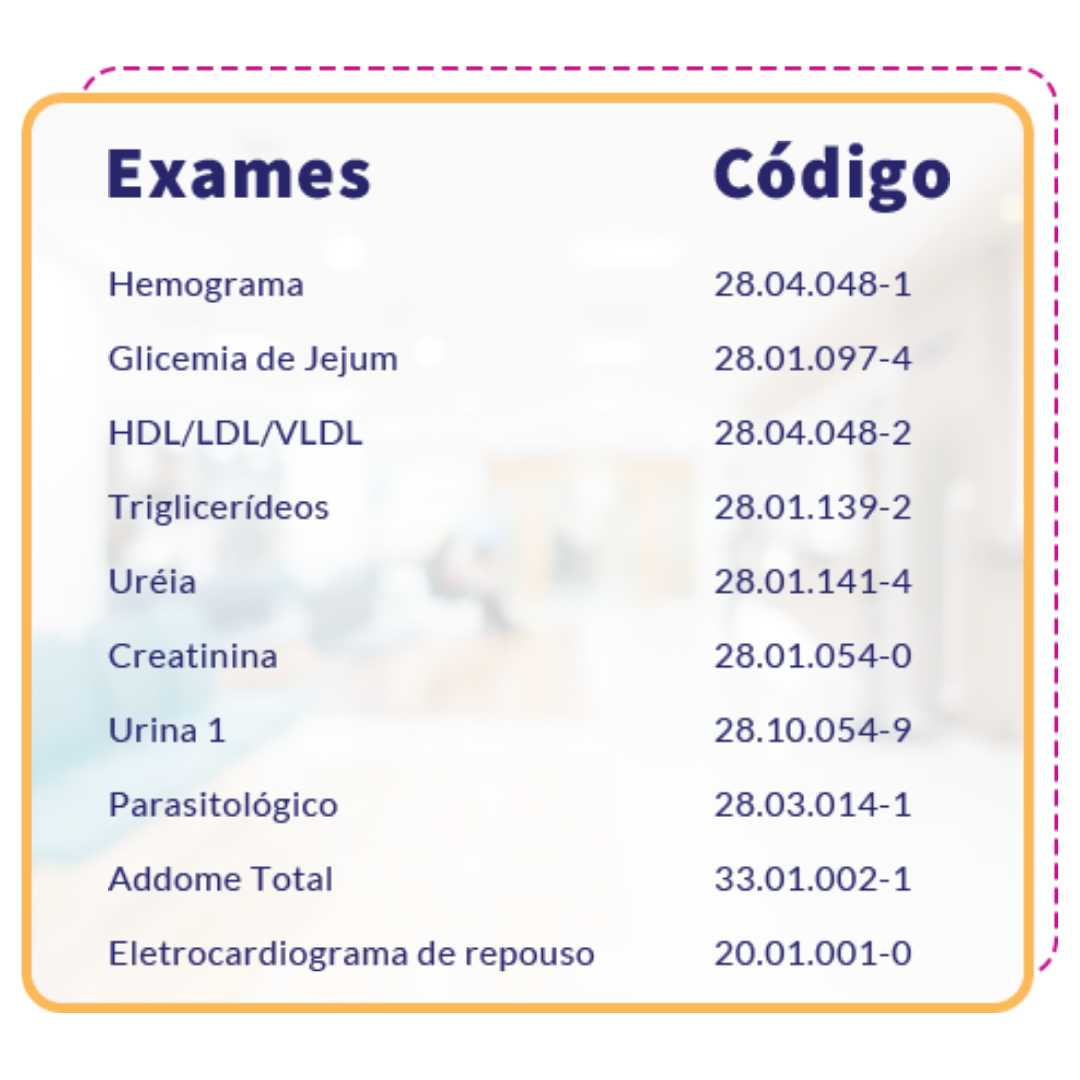 Exames Código
Hemograma 28.04.048-1
Glicemia de Jejum 28.01.097-4
HDL/LDL/VLDL 28.04.048-2
Triglicerídeos 28.01.139-2
Uréia 28.01.141-4
Creatinina 28.01.054-0
Urina 1 28.10.054-9
Parasitológico 28.03.014-1
Addome Total 33.01.002-1
Eletrocardiograma de repouso 20.01.001-0